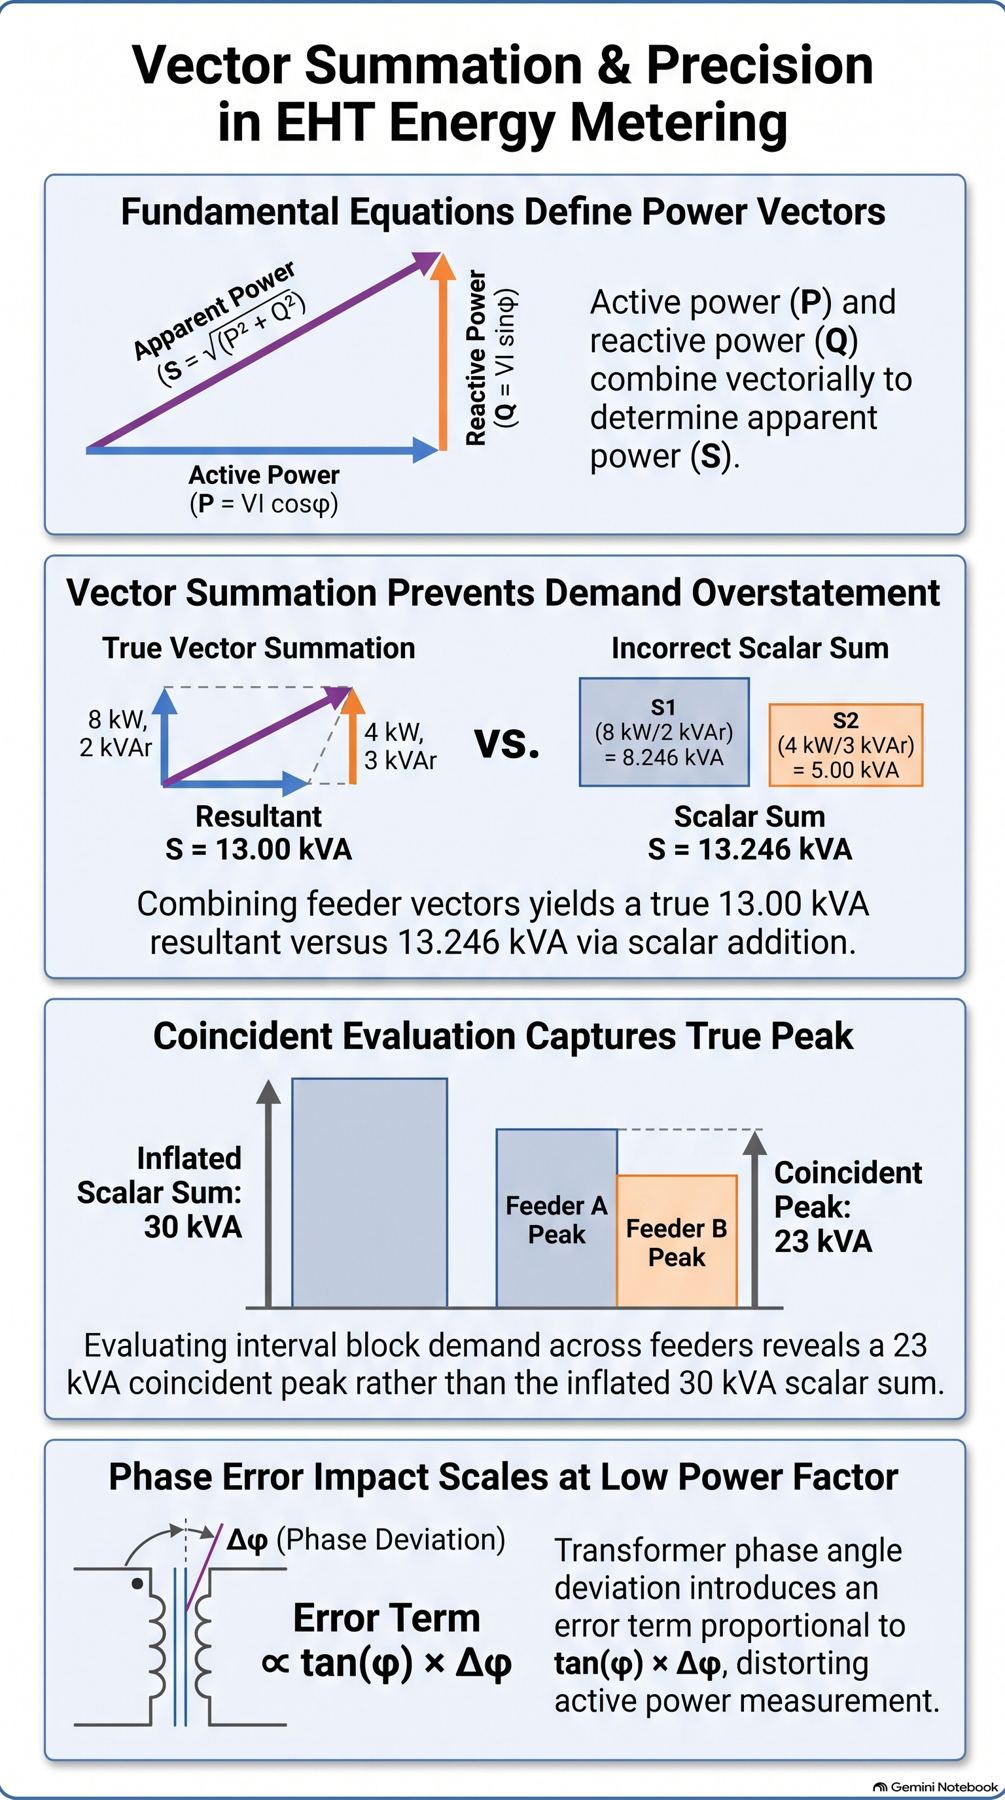 Vector Summation & Precision
in EHT Energy Metering
Fundamental Equations Define Power Vectors
Apparent Power
(S = √(P² + Q²)
Reactive Power
(Q = VI sinφ)
Active Power
(P = VI cosφ)
Active power (P) and
reactive power (Q)
combine vectorially to
determine apparent
power (S).
Vector Summation Prevents Demand Overstatement
True Vector Summation
8 kW,
2 kVAr
4 kW,
3 kVAr
Resultant
S = 13.00 kVA
vs.
Incorrect Scalar Sum
S1
(8 kW/2 kVAr)
= 8.246 kVA
S2
(4 kW/3 kVAr)
= 5.00 kVA
Scalar Sum
S = 13.246 kVA
Combining feeder vectors yields a true 13.00 kVA
resultant versus 13.246 kVA via scalar addition.
Coincident Evaluation Captures True Peak
Inflated
Scalar Sum:
30 kVA
Feeder A
Peak
Feeder B
Peak
Coincident
Peak:
23 kVA
Evaluating interval block demand across feeders reveals a 23
kVA coincident peak rather than the inflated 30 kVA scalar sum.
Phase Error Impact Scales at Low Power Factor
Δφ (Phase Deviation)
Error Term
∝ tan(φ) × Δφ
Transformer phase angle
deviation introduces an
error term proportional to
tan(φ) × Δφ, distorting
active power measurement.
Gemini Notebook